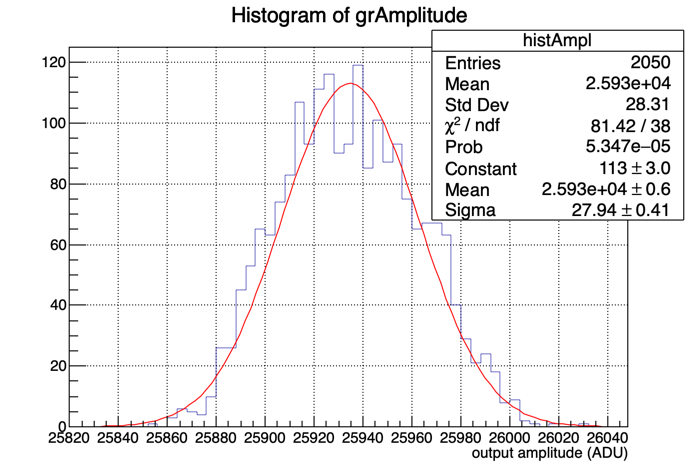 Histogram of grAmplitude
histAmpl
Entries 2050
Mean 2.593e+04
Std Dev 28.31
χ² / ndf 81.42 / 38
Prob 5.347e−05
Constant 113 ± 3.0
Mean 2.593e+04 ± 0.6
Sigma 27.94 ± 0.41
120
100
80
60
40
20
0
25820 25840 25860 25880 25900 25920 25940 25960 25980 26000 26020 26040
output amplitude (ADU)